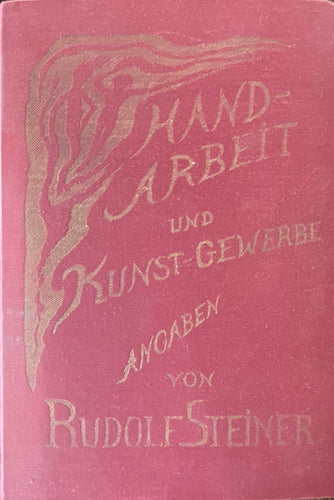 HAND=
ARBEIT
UND
KUNST=GEWERBE
ANGABEN
VON
RUDOLF STEINER